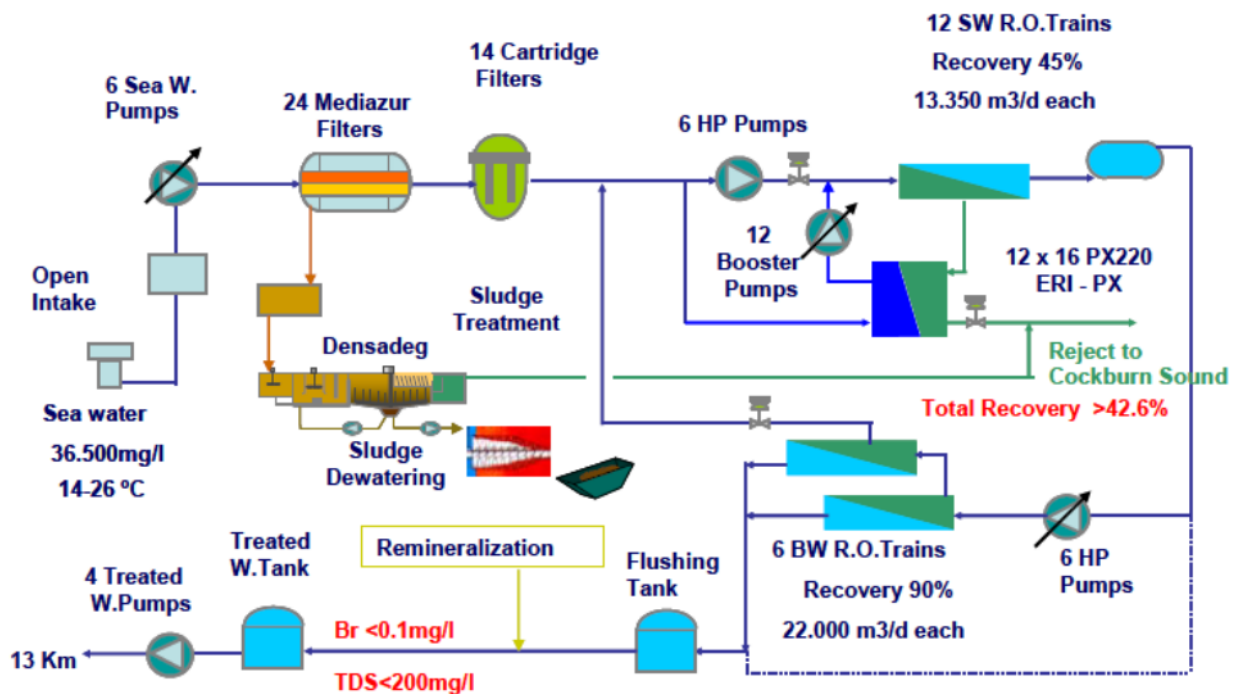 12 SW R.O.Trains
Recovery 45%
13.350 m3/d each
14 Cartridge
Filters
6 Sea W.
Pumps
24 Mediazur
Filters
6 HP Pumps
12
Booster
Pumps
12 x 16 PX220
ERI - PX
Open
Intake
Sludge
Treatment
Densadeg
Reject to
Cockburn Sound
Total Recovery >42.6%
Sea water
36.500mg/l
14-26 ºC
Sludge
Dewatering
Treated
W.Tank
Remineralization
Flushing
Tank
6 BW R.O.Trains
Recovery 90%
22.000 m3/d each
6 HP
Pumps
4 Treated
W.Pumps
Br <0.1mg/l
13 Km
TDS<200mg/l